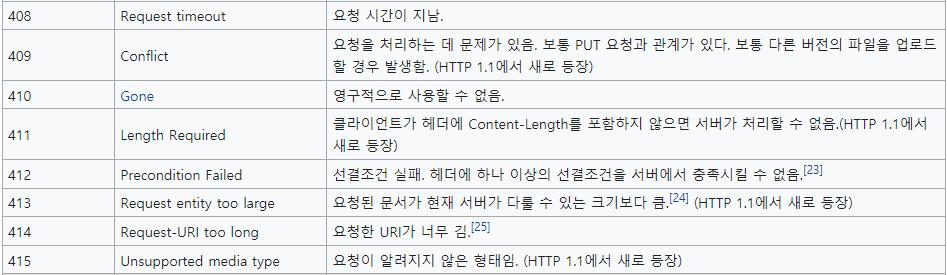 408 Request timeout 요청 시간이 지남.
409 Conflict 요청을 처리하는 데 문제가 있음. 보통 PUT 요청과 관계가 있다. 보통 다른 버전의 파일을 업로드
할 경우 발생함. (HTTP 1.1에서 새로 등장)
410 Gone 영구적으로 사용할 수 없음.
411 Length Required 클라이언트가 헤더에 Content-Length를 포함하지 않으면 서버가 처리할 수 없음.(HTTP 1.1에서
새로 등장)
412 Precondition Failed 선결조건 실패. 헤더에 하나 이상의 선결조건을 서버에서 충족시킬 수 없음.[23]
413 Request entity too large 요청된 문서가 현재 서버가 다룰 수 있는 크기보다 큼.[24] (HTTP 1.1에서 새로 등장)
414 Request-URI too long 요청한 URI가 너무 김.[25]
415 Unsupported media type 요청이 알려지지 않은 형태임. (HTTP 1.1에서 새로 등장)